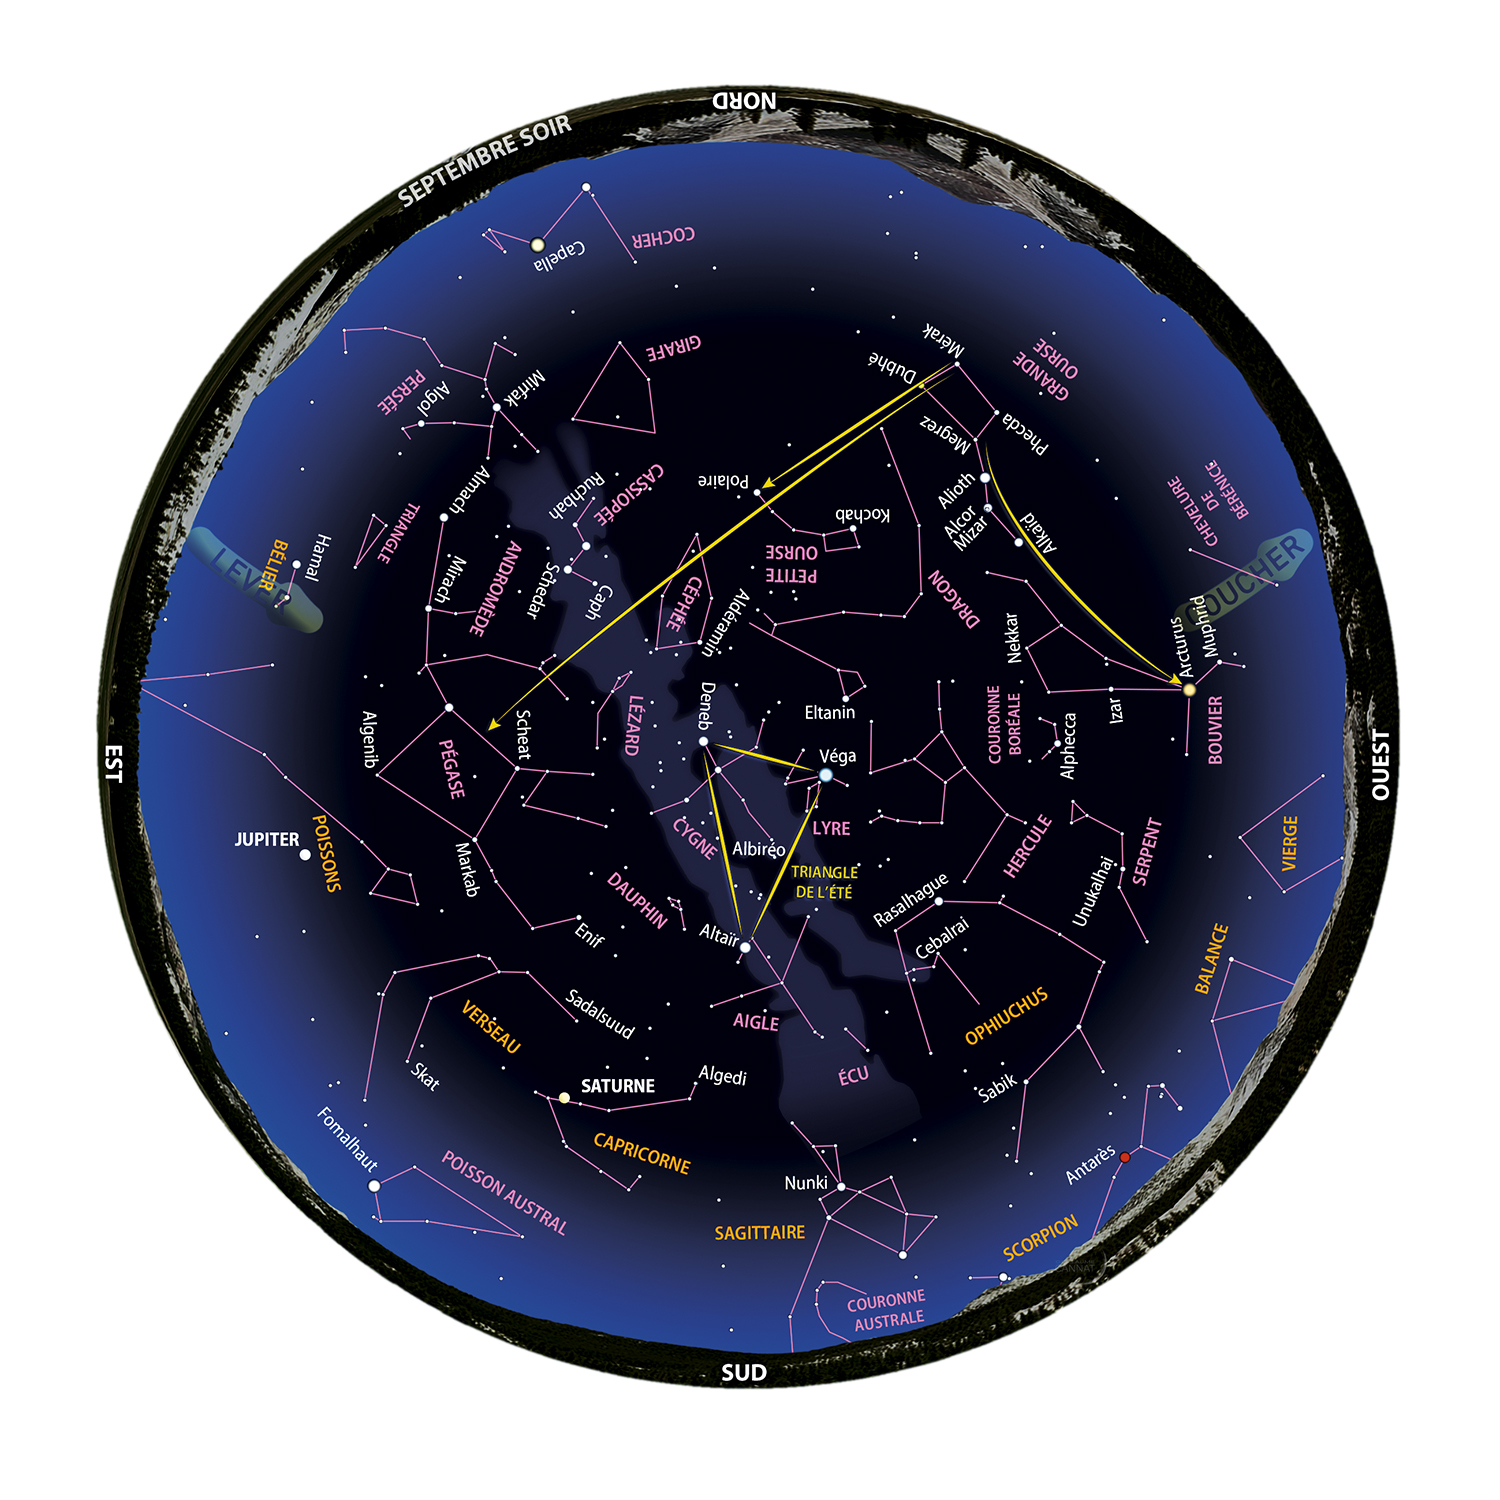 NORD
SEPTEMBRE SOIR
COCHER
Capella
GIRAFE
PERSÉE
Algol
Mirfak
Mérak
Dubhé
GRANDE
OURSE
Megrez
Phecda
Polaire
CASSIOPÉE
Ruchbah
Almach
Alioth
Alcor
Mizar
Alkaïd
Kochab
PETITE
OURSE
CHEVELURE
DE
BÉRÉNICE
TRIANGLE
Hamal
BÉLIER
LEVER
COUCHER
Mirach
ANDROMÈDE
Schedar
Caph
CÉPHÉE
Aldéramin
DRAGON
Nekkar
Arcturus
Muphrid
Deneb
LÉZARD
Eltanin
COURONNE
BORÉALE
Alphecca
Izar
BOUVIER
EST
OUEST
Algenib
PÉGASE
Scheat
Véga
LYRE
CYGNE
Albiréo
JUPITER
POISSONS
Markab
TRIANGLE
DE L'ÉTÉ
HERCULE
SERPENT
VIERGE
DAUPHIN
Rasalhague
Unukalhai
Enif
Altaïr
Cebalrai
BALANCE
VERSEAU
Sadalsuud
AIGLE
OPHIUCHUS
Skat
SATURNE
Algedi
ÉCU
Sabik
Fomalhaut
CAPRICORNE
POISSON AUSTRAL
Nunki
Antarès
SAGITTAIRE
SCORPION
COURONNE
AUSTRALE
SUD